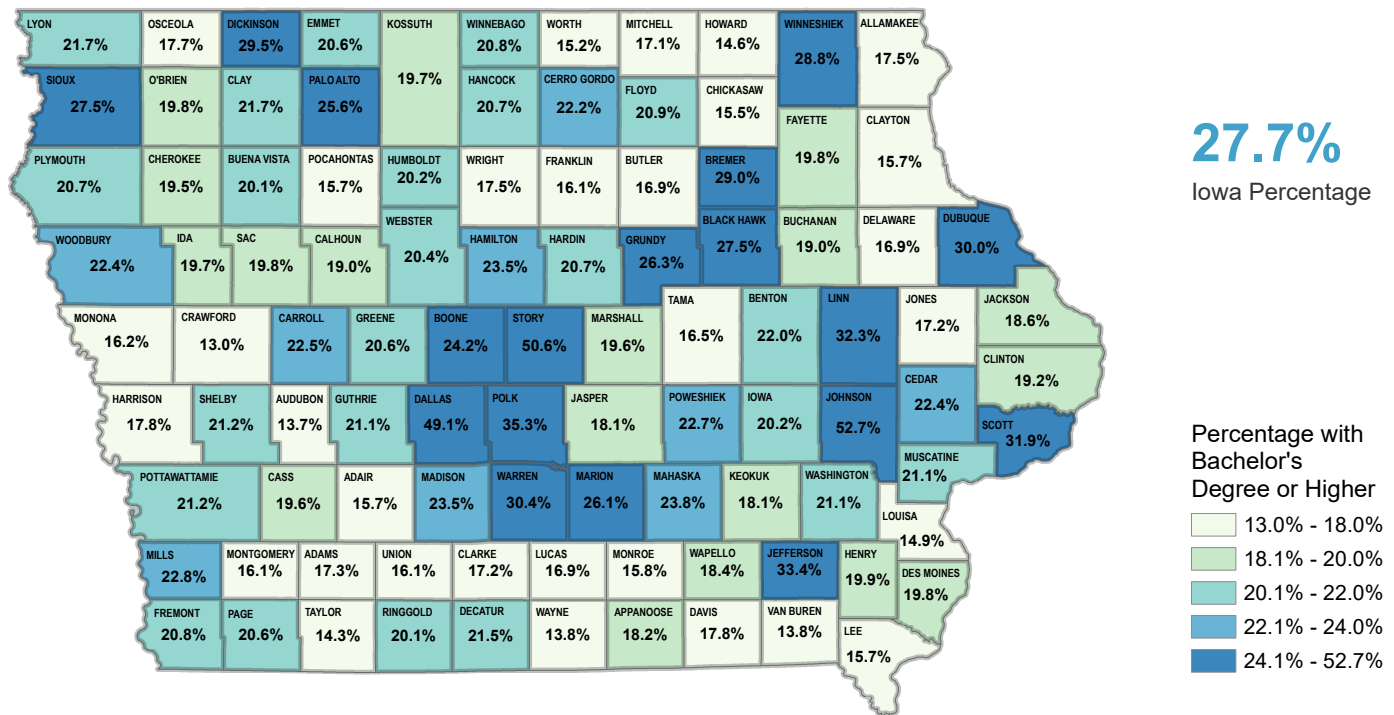 LYON
21.7%
OSCEOLA
17.7%
DICKINSON
29.5%
EMMET
20.6%
KOSSUTH
19.7%
WINNEBAGO
20.8%
WORTH
15.2%
MITCHELL
17.1%
HOWARD
14.6%
WINNESHIEK
28.8%
ALLAMAKEE
17.5%
SIOUX
27.5%
O'BRIEN
19.8%
CLAY
21.7%
PALO ALTO
25.6%
HANCOCK
20.7%
CERRO GORDO
22.2%
FLOYD
20.9%
CHICKASAW
15.5%
FAYETTE
19.8%
CLAYTON
15.7%
PLYMOUTH
20.7%
CHEROKEE
19.5%
BUENA VISTA
20.1%
POCAHONTAS
15.7%
HUMBOLDT
20.2%
WRIGHT
17.5%
FRANKLIN
16.1%
BUTLER
16.9%
BREMER
29.0%
WOODBURY
22.4%
IDA
19.7%
SAC
19.8%
CALHOUN
19.0%
WEBSTER
20.4%
HAMILTON
23.5%
HARDIN
20.7%
GRUNDY
26.3%
BLACK HAWK
27.5%
BUCHANAN
19.0%
DELAWARE
16.9%
DUBUQUE
30.0%
MONONA
16.2%
CRAWFORD
13.0%
CARROLL
22.5%
GREENE
20.6%
BOONE
24.2%
STORY
50.6%
MARSHALL
19.6%
TAMA
16.5%
BENTON
22.0%
LINN
32.3%
JONES
17.2%
JACKSON
18.6%
CLINTON
19.2%
HARRISON
17.8%
SHELBY
21.2%
AUDUBON
13.7%
GUTHRIE
21.1%
DALLAS
49.1%
POLK
35.3%
JASPER
18.1%
POWESHIEK
22.7%
IOWA
20.2%
JOHNSON
52.7%
CEDAR
22.4%
SCOTT
31.9%
MUSCATINE
21.1%
POTTAWATTAMIE
21.2%
CASS
19.6%
ADAIR
15.7%
MADISON
23.5%
WARREN
30.4%
MARION
26.1%
MAHASKA
23.8%
KEOKUK
18.1%
WASHINGTON
21.1%
LOUISA
14.9%
MILLS
22.8%
MONTGOMERY
16.1%
ADAMS
17.3%
UNION
16.1%
CLARKE
17.2%
LUCAS
16.9%
MONROE
15.8%
WAPELLO
18.4%
JEFFERSON
33.4%
HENRY
19.9%
DES MOINES
19.8%
FREMONT
20.8%
PAGE
20.6%
TAYLOR
14.3%
RINGGOLD
20.1%
DECATUR
21.5%
WAYNE
13.8%
APPANOOSE
18.2%
DAVIS
17.8%
VAN BUREN
13.8%
LEE
15.7%
27.7%
Iowa Percentage
Percentage with
Bachelor's
Degree or Higher
13.0% - 18.0%
18.1% - 20.0%
20.1% - 22.0%
22.1% - 24.0%
24.1% - 52.7%